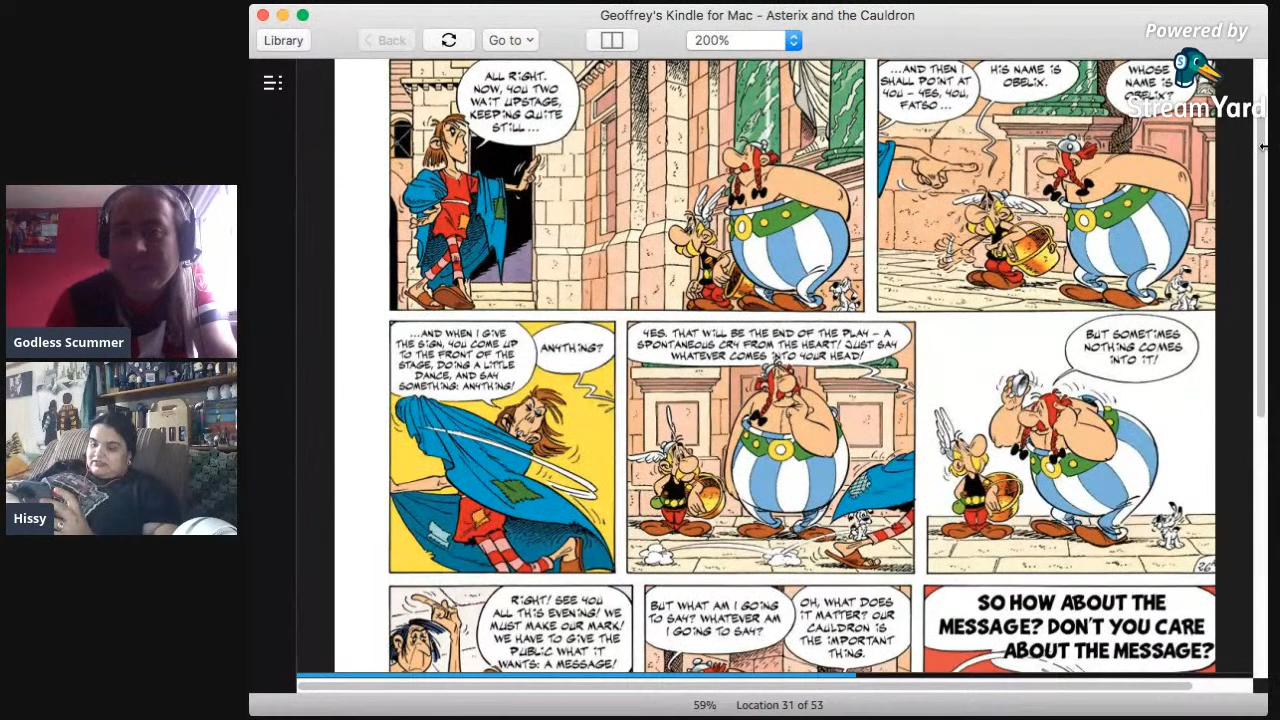 Geoffrey's Kindle for Mac - Asterix and the Cauldron
Library
Back
Go to
200%
Powered by
StreamYard
ALL RIGHT.
NOW, YOU TWO
WAIT UPSTAGE,
KEEPING QUITE
STILL...
...AND THEN I
SHALL POINT AT
YOU – YES, YOU,
FATSO...
HIS NAME IS
OBELIX.
WHOSE
NAME IS
OBELIX?
...AND WHEN I GIVE
THE SIGN, YOU COME UP
TO THE FRONT OF THE
STAGE, DOING A LITTLE
DANCE, AND SAY
SOMETHING: ANYTHING!
ANYTHING?
YES. THAT WILL BE THE END OF THE PLAY – A
SPONTANEOUS CRY FROM THE HEART! JUST SAY
WHATEVER COMES INTO YOUR HEAD!
BUT SOMETIMES
NOTHING COMES
INTO IT!
26A
RIGHT! SEE YOU
ALL THIS EVENING! WE
MUST MAKE OUR MARK!
WE HAVE TO GIVE THE
PUBLIC WHAT IT
WANTS: A MESSAGE!
BUT WHAT AM I GOING
TO SAY? WHATEVER AM
I GOING TO SAY?
OH, WHAT DOES
IT MATTER? OUR
CAULDRON IS
THE IMPORTANT
THING.
SO HOW ABOUT THE
MESSAGE? DON'T YOU CARE
ABOUT THE MESSAGE?
Godless Scummer
Hissy
59%
Location 31 of 53